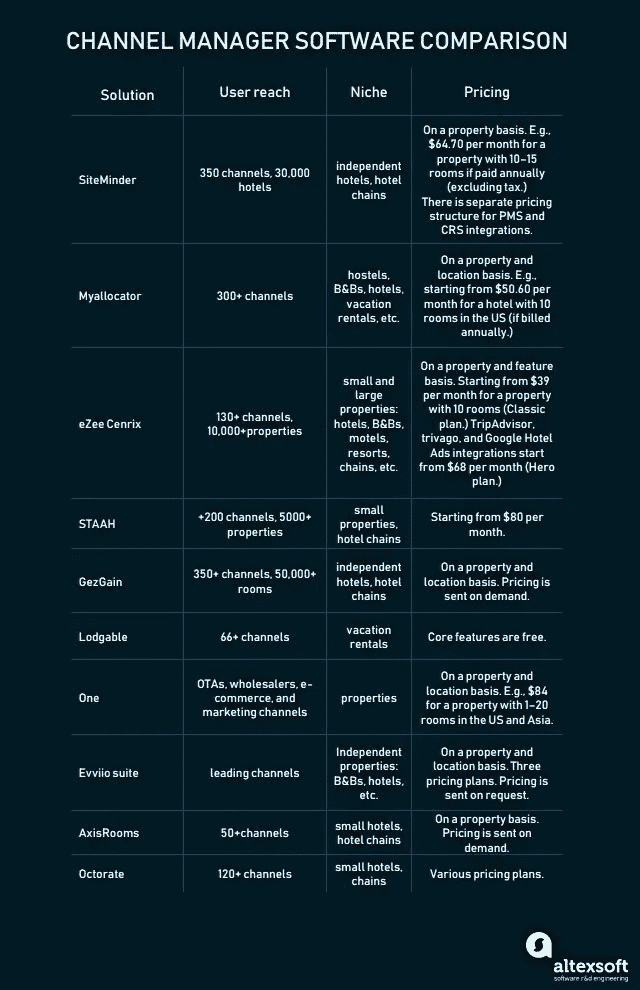 CHANNEL MANAGER SOFTWARE COMPARISON
Solution
User reach
Niche
Pricing
SiteMinder
350 channels, 30,000
hotels
independent
hotels, hotel
chains
On a property basis. E.g.,
$64.70 per month for a
property with 10-15
rooms if paid annually
(excluding tax.)
There is separate pricing
structure for PMS and
CRS integrations.
Myallocator
300+ channels
hostels,
B&Bs, hotels,
vacation
rentals, etc.
On a property and
location basis. E.g.,
starting from $50.60 per
month for a hotel with 10
rooms in the US (if billed
annually.)
eZee Cenrix
130+ channels,
10,000+properties
small and
large
properties:
hotels, B&Bs,
motels,
resorts,
chains, etc.
On a property and feature
basis. Starting from $39
per month for a property
with 10 rooms (Classic
plan.) TripAdvisor,
trivago, and Google Hotel
Ads integrations start
from $68 per month (Hero
plan.)
STAAH
+200 channels, 5000+
properties
small
properties,
hotel chains
Starting from $80 per
month.
GezGain
350+ channels, 50,000+
rooms
independent
hotels, hotel
chains
On a property and
location basis. Pricing is
sent on demand.
Lodgable
66+ channels
vacation
rentals
Core features are free.
One
OTAs, wholesalers, e-
commerce, and
marketing channels
properties
On a property and
location basis. E.g., $84
for a property with 1-20
rooms in the US and Asia.
Evviio suite
leading channels
Independent
properties:
B&Bs, hotels,
etc.
On a property and
location basis. Three
pricing plans. Pricing is
sent on request.
AxisRooms
50+channels
small hotels,
hotel chains
On a property basis.
Pricing is sent on
demand.
Octorate
120+ channels
small hotels,
chains
Various pricing plans.
altexsoft
software r&d engineering